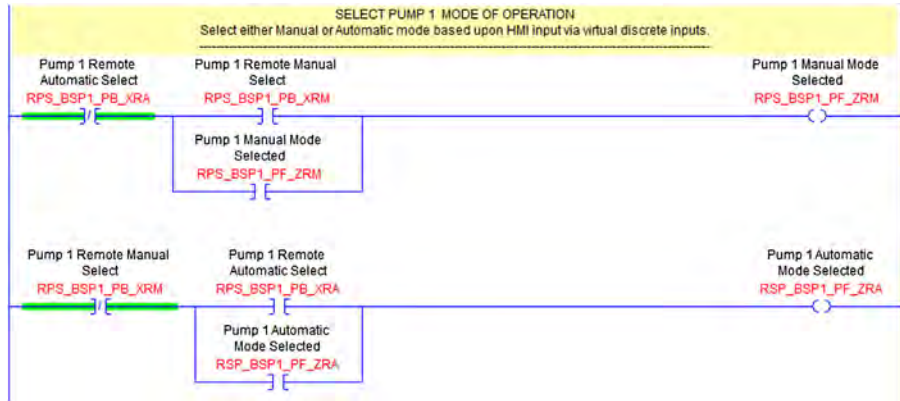 SELECT PUMP 1 MODE OF OPERATION
Select either Manual or Automatic mode based upon HMI input via virtual discrete inputs.
Pump 1 Remote
Automatic Select
RPS_BSP1_PB_XRA
Pump 1 Remote Manual
Select
RPS_BSP1_PB_XRM
Pump 1 Manual Mode
Selected
RPS_BSP1_PF_ZRM
Pump 1 Manual Mode
Selected
RPS_BSP1_PF_ZRM
Pump 1 Remote Manual
Select
RPS_BSP1_PB_XRM
Pump 1 Remote
Automatic Select
RPS_BSP1_PB_XRA
Pump 1 Automatic
Mode Selected
RSP_BSP1_PF_ZRA
Pump 1 Automatic
Mode Selected
RSP_BSP1_PF_ZRA